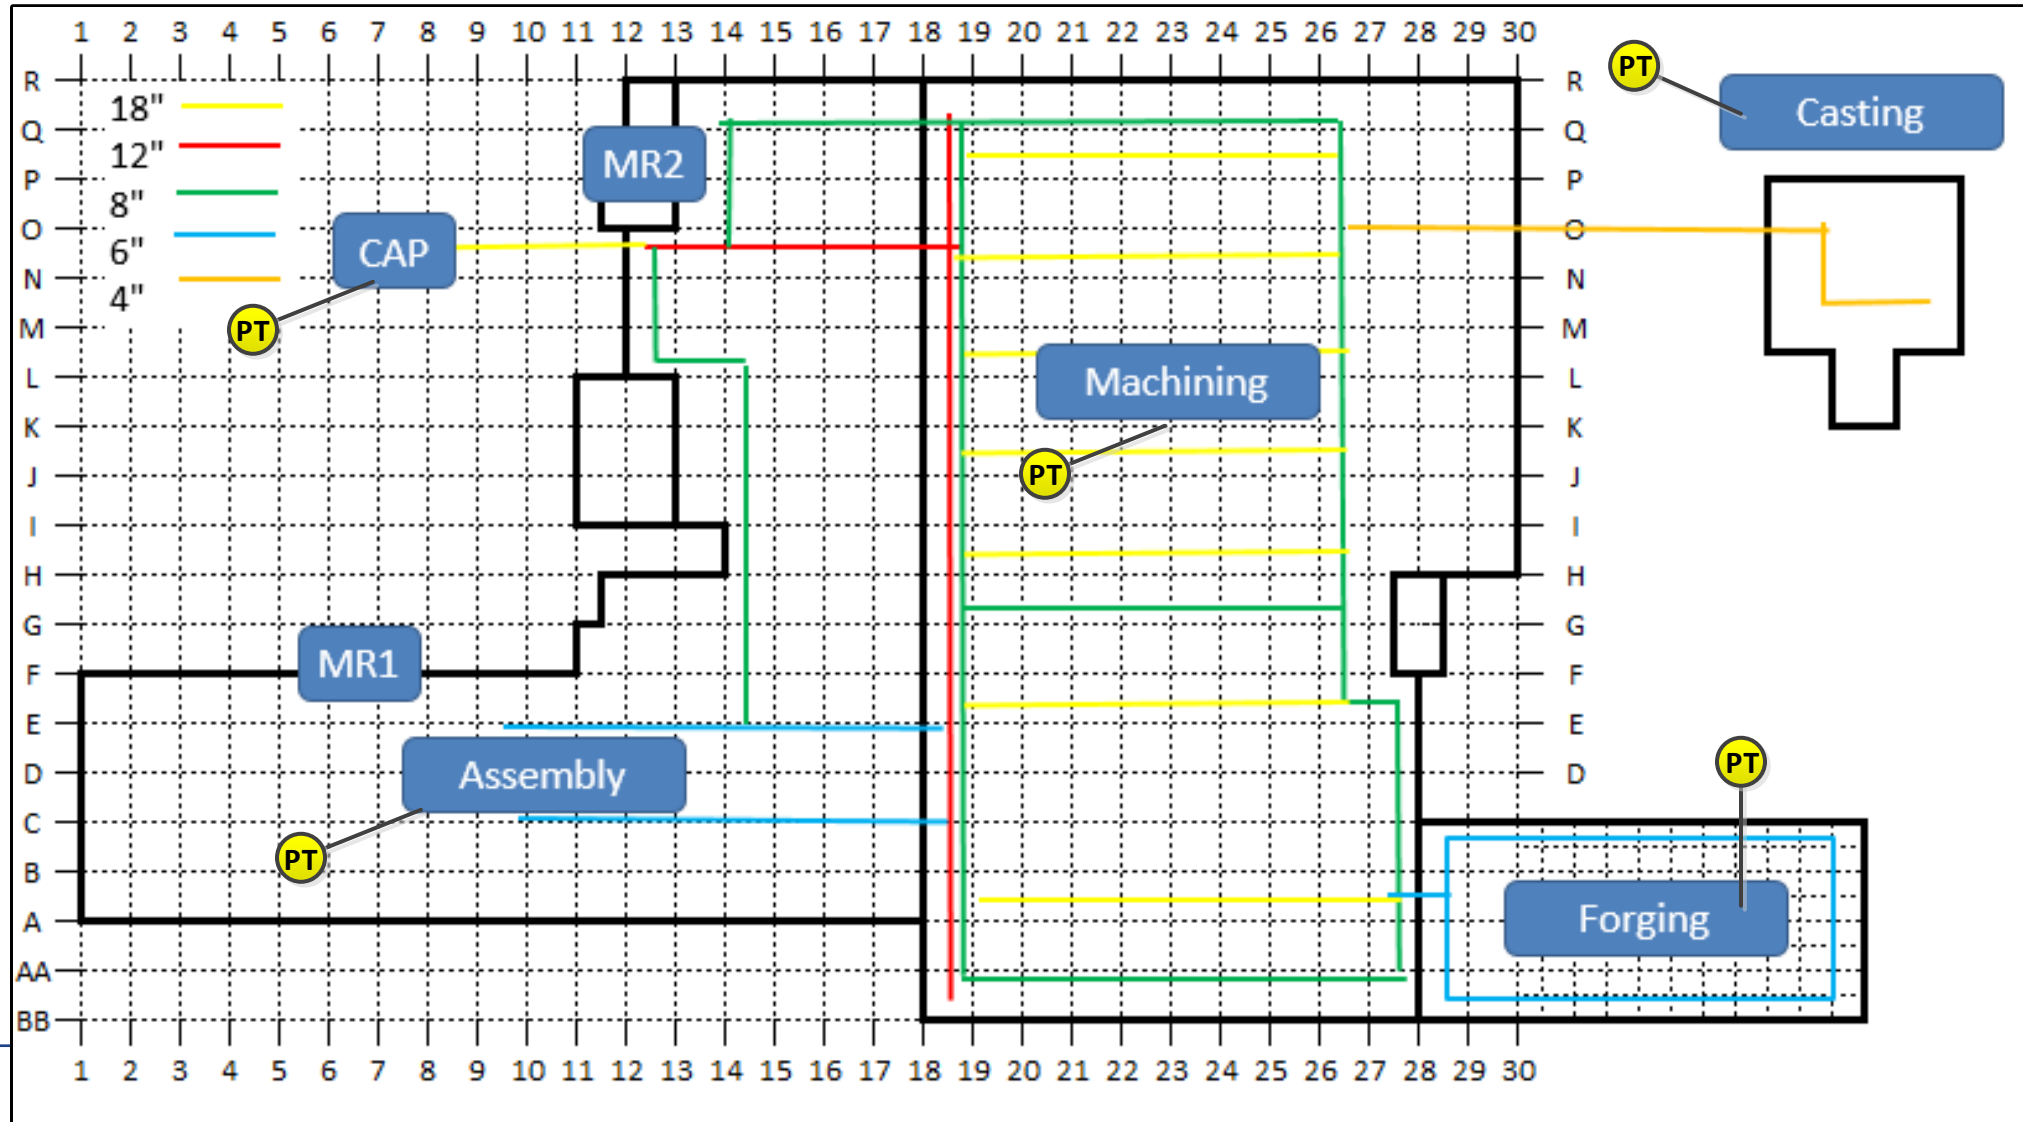 1 2 3 4 5 6 7 8 9 10 11 12 13 14 15 16 17 18 19 20 21 22 23 24 25 26 27 28 29 30
PT
R R
18" Casting
Q Q
12" MR2
P P
8"
O O
6" CAP
N N
4"
M PT M
L Machining L
K K
J PT J
I I
H H
G G
MR1
F F
E E
PT
D Assembly D
C
PT
B
A Forging
AA
BB
1 2 3 4 5 6 7 8 9 10 11 12 13 14 15 16 17 18 19 20 21 22 23 24 25 26 27 28 29 30